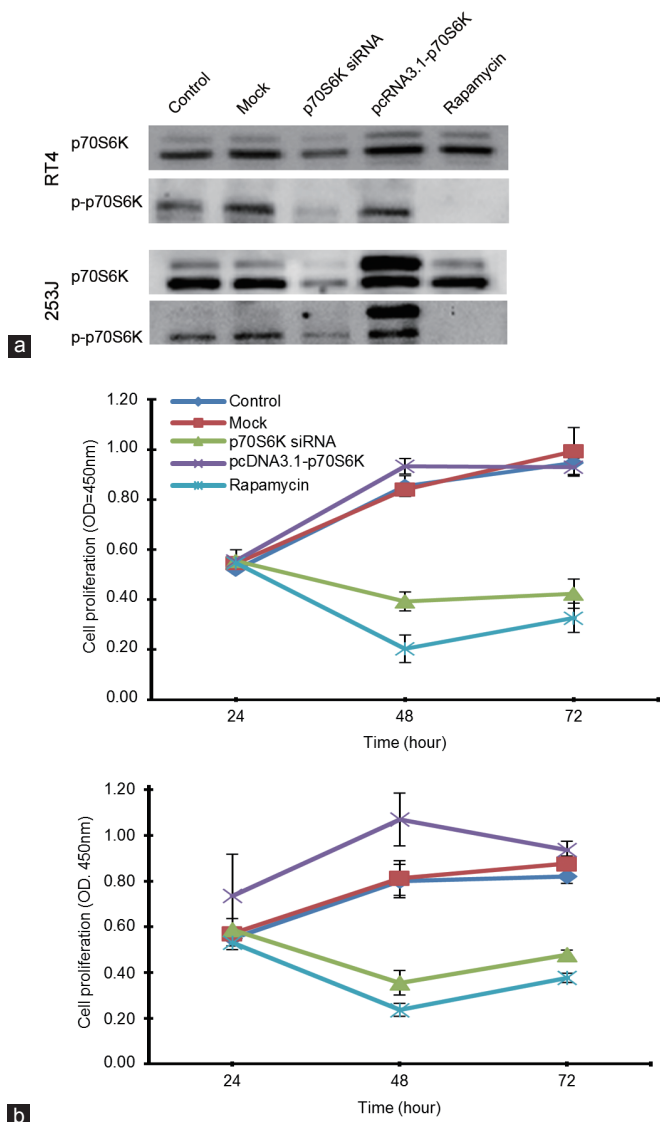 Control
Mock
p70S6K siRNA
pcRNA3.1-p70S6K
Rapamycin
RT4
p70S6K
p-p70S6K
253J
p70S6K
p-p70S6K
a
Cell proliferation (OD=450nm)
1.20
1.00
0.80
0.60
0.40
0.20
0.00
Control
Mock
p70S6K siRNA
pcDNA3.1-p70S6K
Rapamycin
24
48
72
Time (hour)
Cell proliferation (OD. 450nm)
1.20
1.00
0.80
0.60
0.40
0.20
0.00
24
48
72
Time (hour)
b